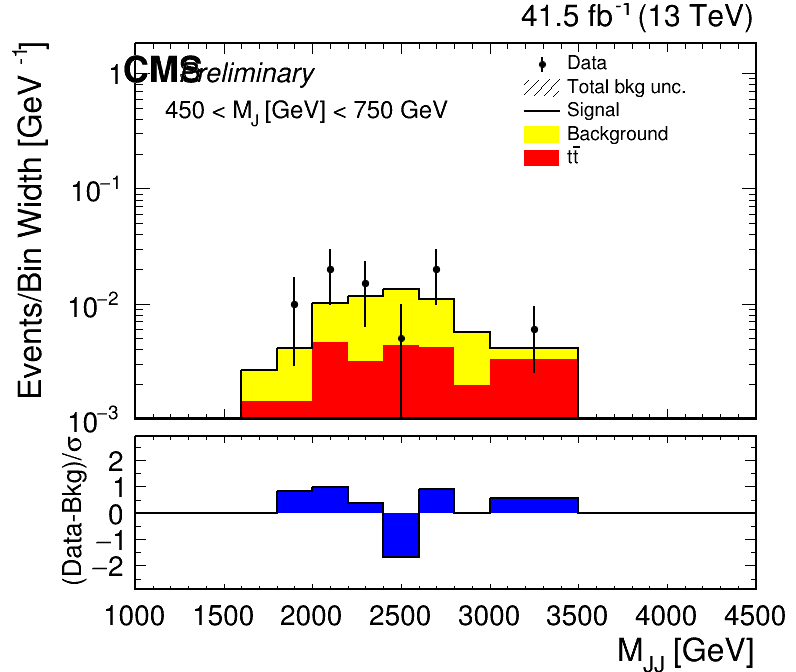 41.5 fb⁻¹ (13 TeV)
CMS Preliminary
450 < M_J [GeV] < 750 GeV
Data
Total bkg unc.
Signal
Background
tt̄
Events/Bin Width [GeV⁻¹]
1
10⁻¹
10⁻²
10⁻³
(Data-Bkg)/σ
2
1
0
−1
−2
1000 1500 2000 2500 3000 3500 4000 4500
M_JJ [GeV]